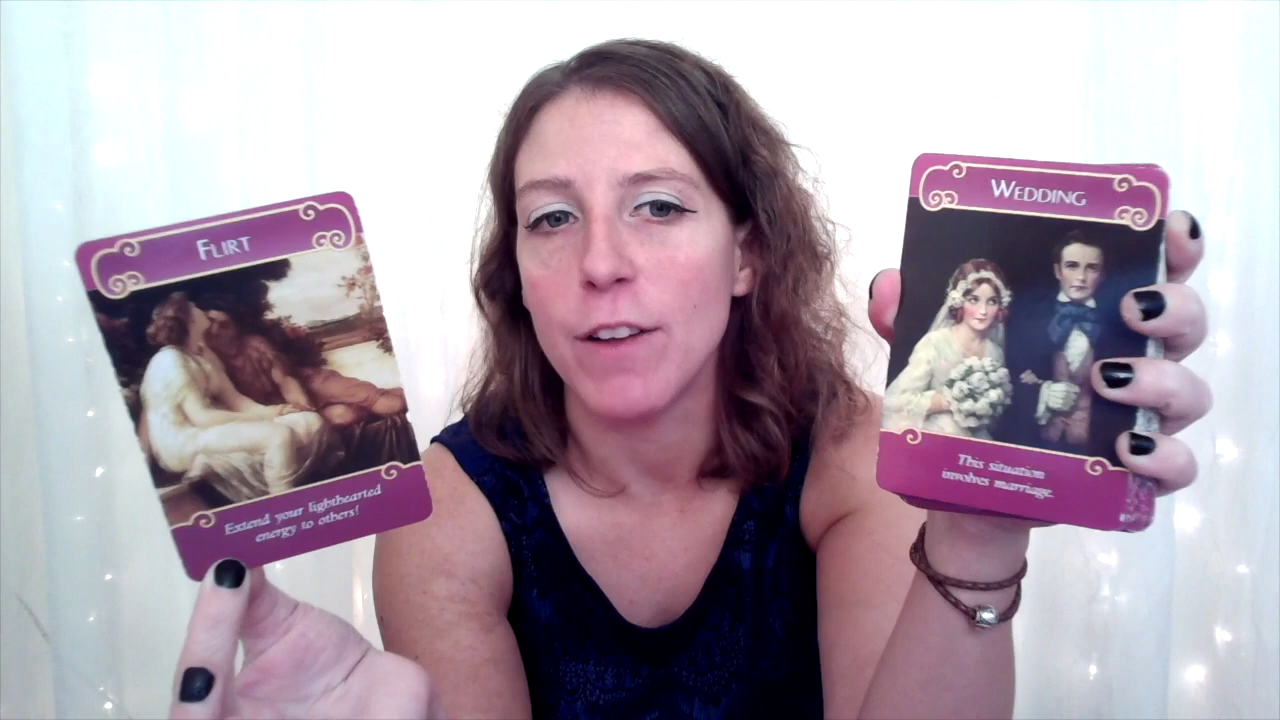 FLIRT
Extend your lighthearted
energy to others!
WEDDING
This situation
involves marriage.